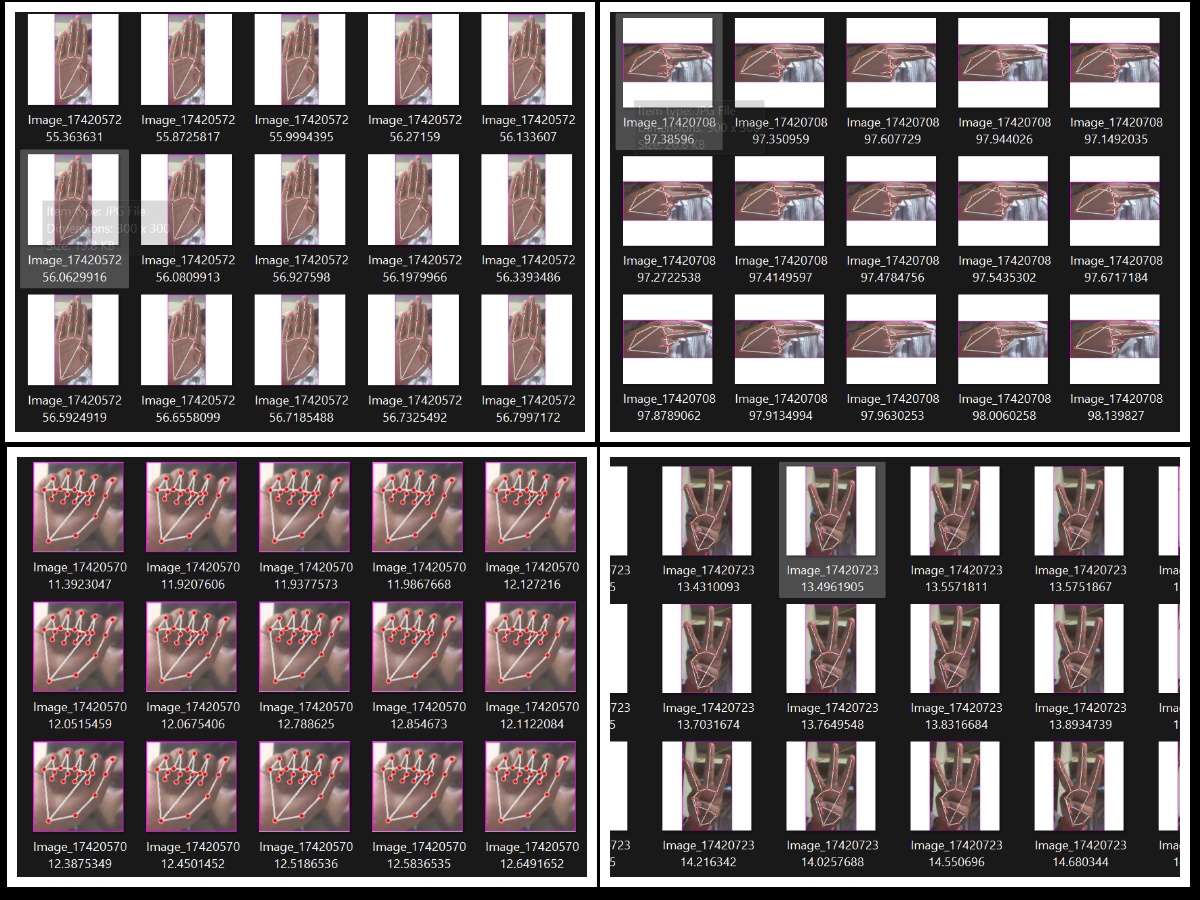 Image_17420572 Image_17420572 Image_17420572 Image_17420572 Image_17420572
55.363631 55.8725817 55.9994395 56.27159 56.133607
Item type: JPG File
Dimensions: 300 x 300
Size: 19.8 KB
Image_17420572 Image_17420572 Image_17420572 Image_17420572 Image_17420572
56.0629916 56.0809913 56.927598 56.1979966 56.3393486
Image_17420572 Image_17420572 Image_17420572 Image_17420572 Image_17420572
56.5924919 56.6558099 56.7185488 56.7325492 56.7997172
Item type: JPG File
Dimensions: 300 x 300
Image_17420708 Image_17420708 Image_17420708 Image_17420708 Image_17420708
97.38596 97.350959 97.607729 97.944026 97.1492035
Image_17420708 Image_17420708 Image_17420708 Image_17420708 Image_17420708
97.2722538 97.4149597 97.4784756 97.5435302 97.6717184
Image_17420708 Image_17420708 Image_17420708 Image_17420708 Image_17420708
97.8789062 97.9134994 97.9630253 98.0060258 98.139827
Image_17420570 Image_17420570 Image_17420570 Image_17420570 Image_17420570
11.3923047 11.9207606 11.9377573 11.9867668 12.127216
Image_17420570 Image_17420570 Image_17420570 Image_17420570 Image_17420570
12.0515459 12.0675406 12.788625 12.854673 12.1122084
Image_17420570 Image_17420570 Image_17420570 Image_17420570 Image_17420570
12.3875349 12.4501452 12.5186536 12.5836535 12.6491652
723 Image_17420723 Image_17420723 Image_17420723 Image_17420723 Ima
5 13.4310093 13.4961905 13.5571811 13.5751867 1
723 Image_17420723 Image_17420723 Image_17420723 Image_17420723 Ima
13.7031674 13.7649548 13.8316684 13.8934739 1
723 Image_17420723 Image_17420723 Image_17420723 Image_17420723 Ima
5 14.216342 14.0257688 14.550696 14.680344 1